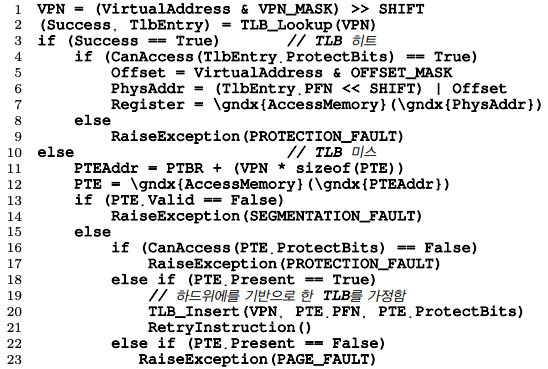 1 VPN = (VirtualAddress & VPN_MASK) >> SHIFT
2 (Success, TlbEntry) = TLB_Lookup(VPN)
3 if (Success == True) // TLB 히트
4 if (CanAccess(TlbEntry.ProtectBits) == True)
5 Offset = VirtualAddress & OFFSET_MASK
6 PhysAddr = (TlbEntry.PFN << SHIFT) | Offset
7 Register = \gndx{AccessMemory}(\gndx{PhysAddr})
8 else
9 RaiseException(PROTECTION_FAULT)
10 else // TLB 미스
11 PTEAddr = PTBR + (VPN * sizeof(PTE))
12 PTE = \gndx{AccessMemory}(\gndx{PTEAddr})
13 if (PTE.Valid == False)
14 RaiseException(SEGMENTATION_FAULT)
15 else
16 if (CanAccess(PTE.ProtectBits) == False)
17 RaiseException(PROTECTION_FAULT)
18 else if (PTE.Present == True)
19 // 하드위에를 기반으로 한 TLB를 가정함
20 TLB_Insert(VPN, PTE.PFN, PTE.ProtectBits)
21 RetryInstruction()
22 else if (PTE.Present == False)
23 RaiseException(PAGE_FAULT)